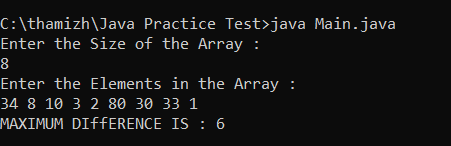 C:\thamizh\Java Practice Test>java Main.java
Enter the Size of the Array :
8
Enter the Elements in the Array :
34 8 10 3 2 80 30 33 1
MAXIMUM DIffERENCE IS : 6